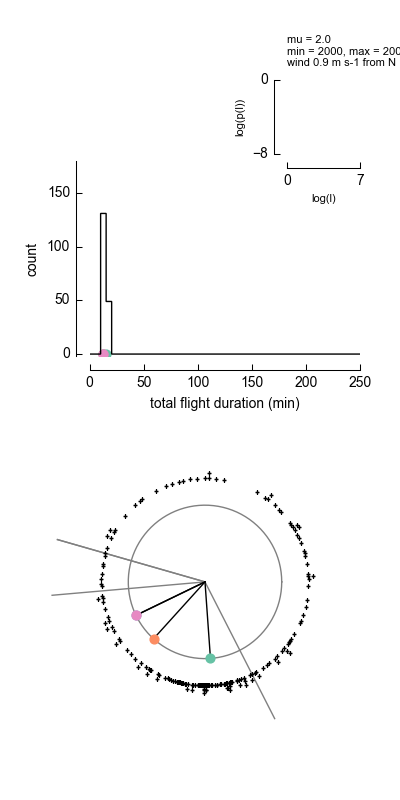 mu = 2.0
min = 2000, max = 200
wind 0.9 m s-1 from N
0
log(p(l))
−8
0 7
log(l)
150
100
count
50
0
0 50 100 150 200 250
total flight duration (min)